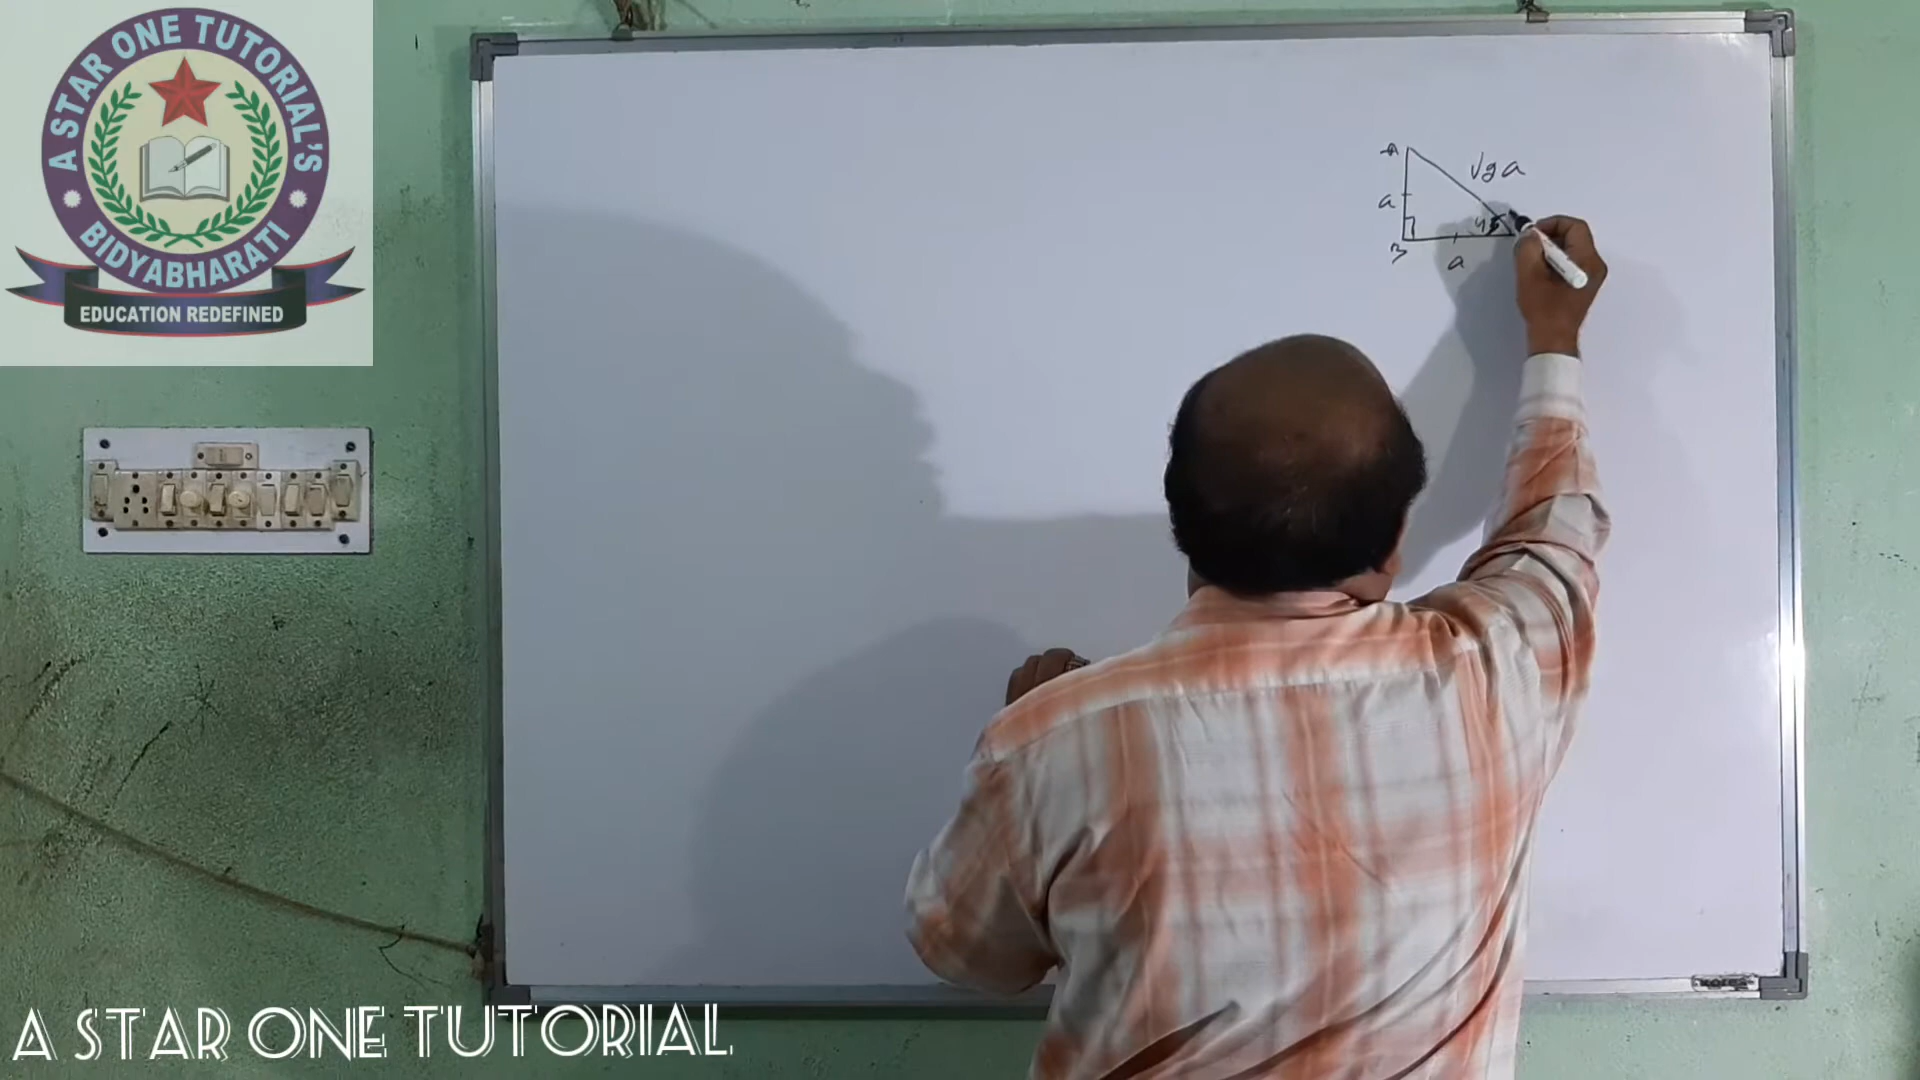 A STAR ONE TUTORIAL'S
BIDYABHARATI
EDUCATION REDEFINED
A
√2a
a
45
B
a
A STAR ONE TUTORIAL